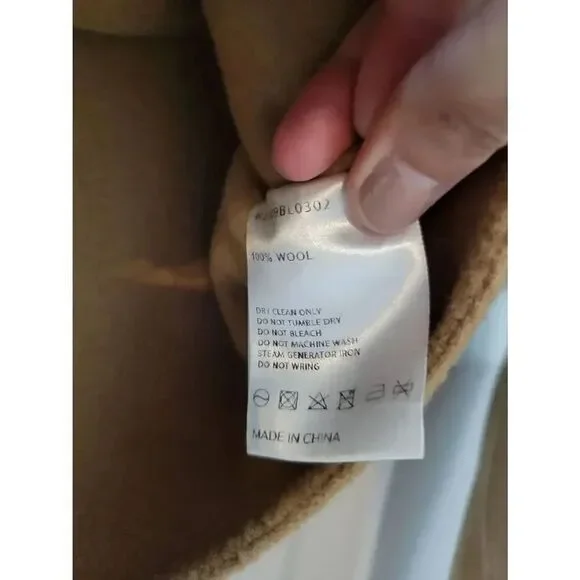 100% WOOL
DRY CLEAN ONLY
DO NOT TUMBLE DRY
DO NOT BLEACH
DO NOT MACHINE WASH
STEAM GENERATOR IRON
DO NOT WRING
MADE IN CHINA